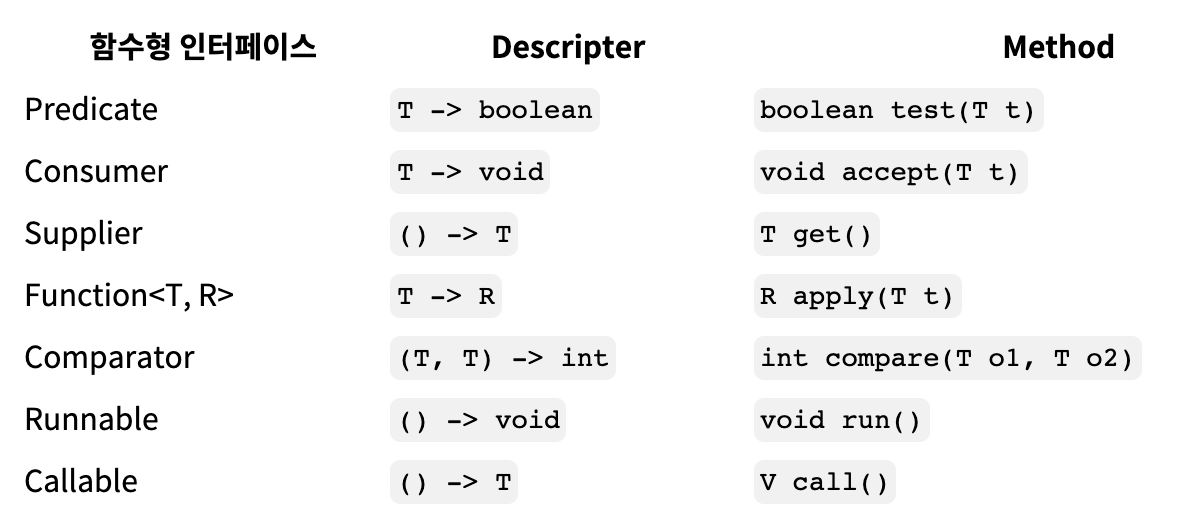 함수형 인터페이스 Descripter Method
Predicate T -> boolean boolean test(T t)
Consumer T -> void void accept(T t)
Supplier () -> T T get()
Function<T, R> T -> R R apply(T t)
Comparator (T, T) -> int int compare(T o1, T o2)
Runnable () -> void void run()
Callable () -> T V call()